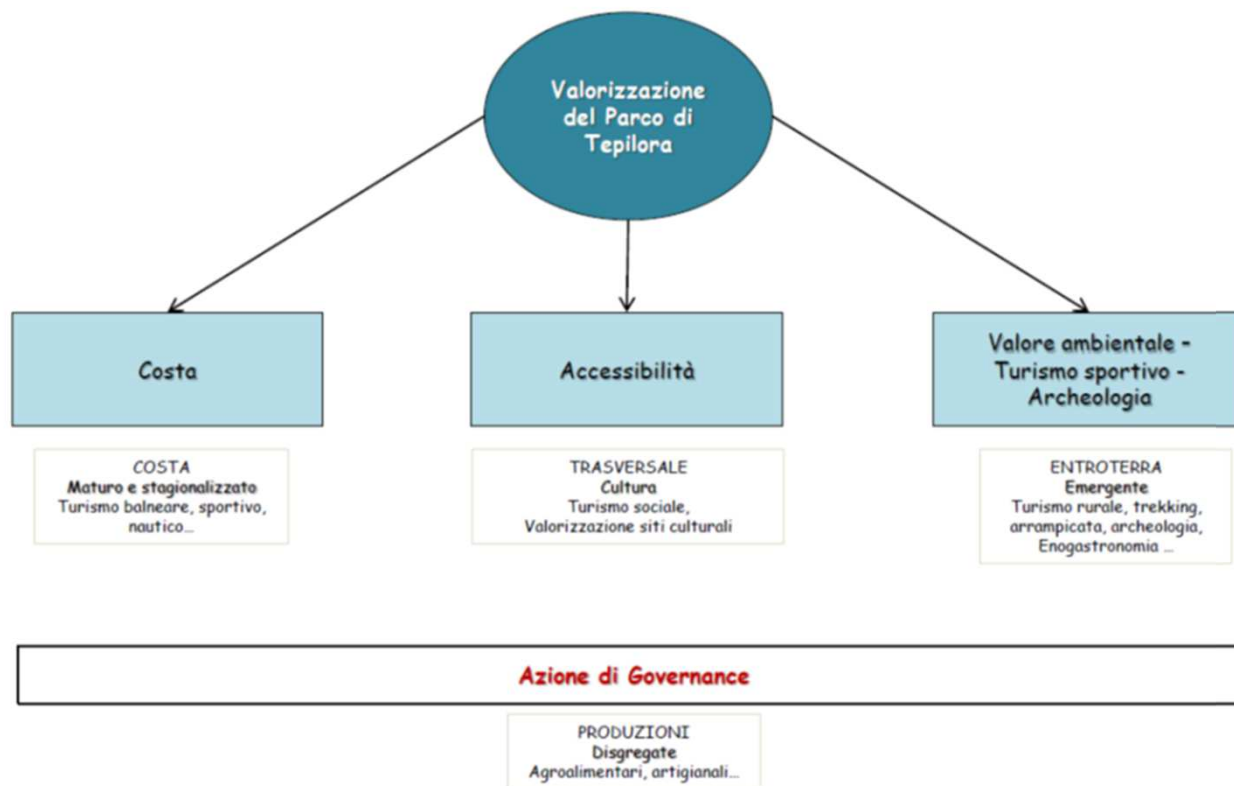 Valorizzazione
del Parco di
Tepilora
Costa
Accessibilità
Valore ambientale -
Turismo sportivo -
Archeologia
COSTA
Maturo e stagionalizzato
Turismo balneare, sportivo,
nautico...
TRASVERSALE
Cultura
Turismo sociale,
Valorizzazione siti culturali
ENTROTERRA
Emergente
Turismo rurale, trekking,
arrampicata, archeologia,
Enogastronomia ...
Azione di Governance
PRODUZIONI
Disgregate
Agroalimentari, artigianali...